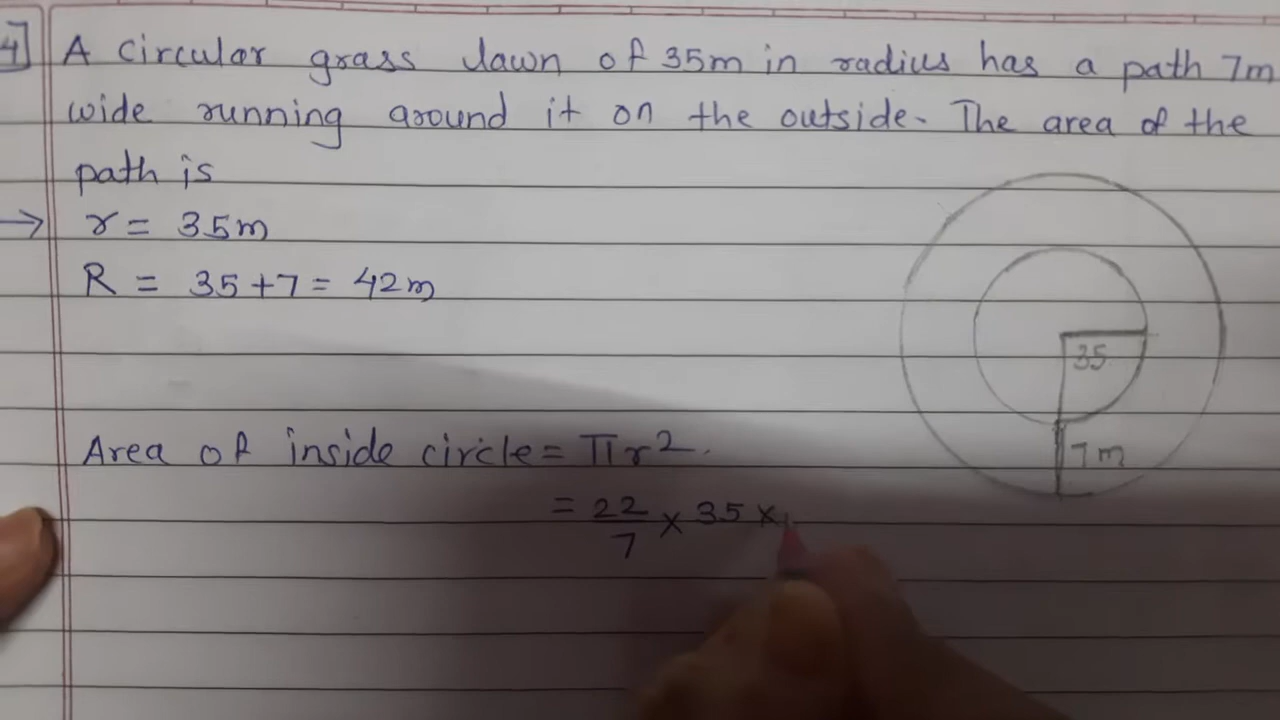 4] A circular grass lawn of 35m in radius has a path 7m
wide running around it on the outside. The area of the
path is
→ r = 35m
R = 35+7 = 42m
35
7m
Area of inside circle = πr².
= 22/7 × 35 ×